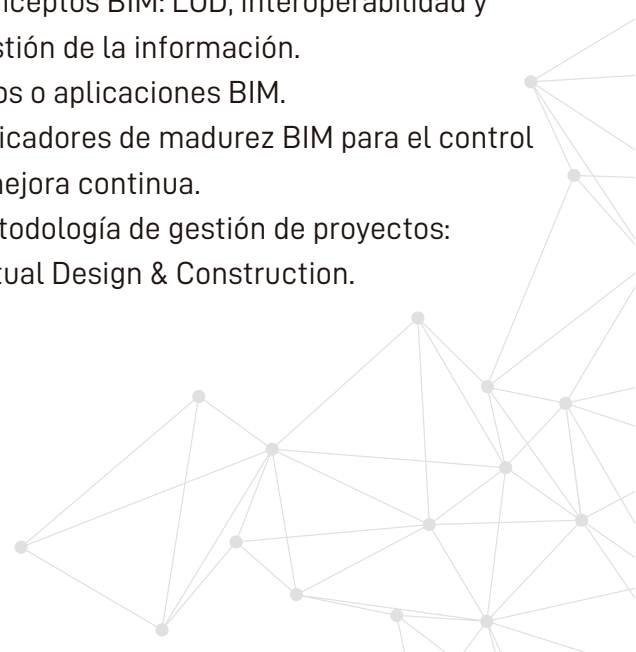 nceptos BIM: LOD, interoperabilidad y
stión de la información.
os o aplicaciones BIM.
icadores de madurez BIM para el control
nejora continua.
todología de gestión de proyectos:
tual Design & Construction.